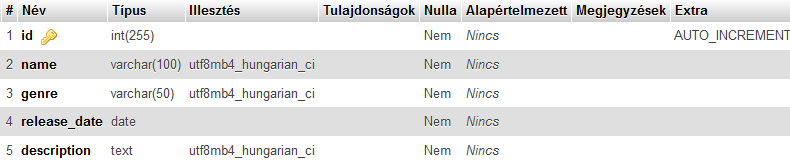 # Név Típus Illesztés Tulajdonságok Nulla Alapértelmezett Megjegyzések Extra
1 id int(255) Nem Nincs AUTO_INCREMENT
2 name varchar(100) utf8mb4_hungarian_ci Nem Nincs
3 genre varchar(50) utf8mb4_hungarian_ci Nem Nincs
4 release_date date Nem Nincs
5 description text utf8mb4_hungarian_ci Nem Nincs